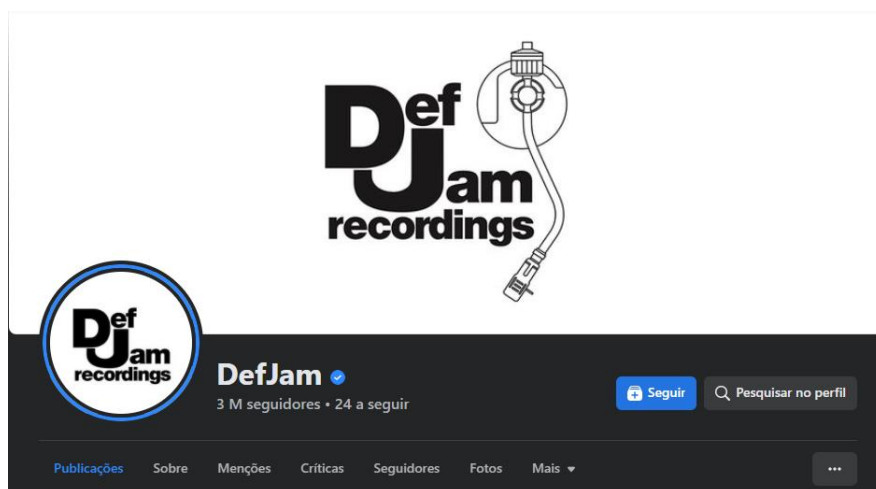 Def
Jam
recordings
Def
Jam
recordings
DefJam
3 M seguidores • 24 a seguir
Seguir
Pesquisar no perfil
Publicações Sobre Menções Críticas Seguidores Fotos Mais